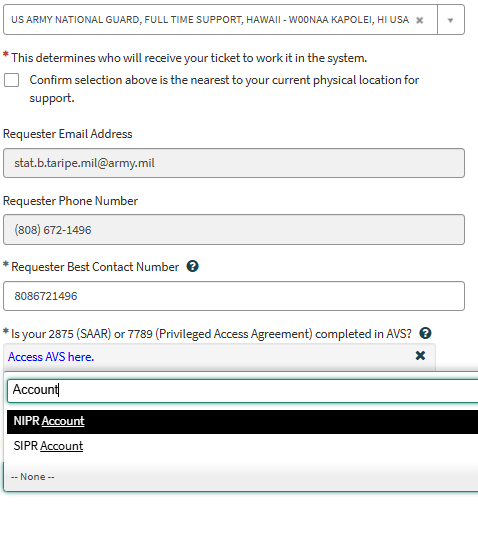 US ARMY NATIONAL GUARD, FULL TIME SUPPORT, HAWAII - W00NAA KAPOLEI, HI USA
* This determines who will receive your ticket to work it in the system.
Confirm selection above is the nearest to your current physical location for
support.
Requester Email Address
stat.b.taripe.mil@army.mil
Requester Phone Number
(808) 672-1496
* Requester Best Contact Number
8086721496
* Is your 2875 (SAAR) or 7789 (Privileged Access Agreement) completed in AVS?
Access AVS here.
Account
NIPR Account
SIPR Account
-- None --